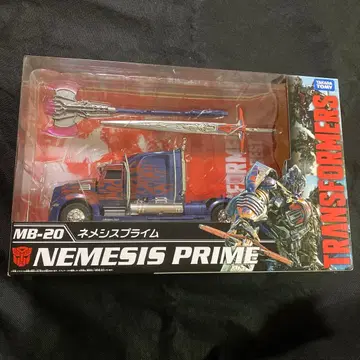 TAKARA TOMY
TRANSFORMERS
MB-20 ネメシスプライム
NEMESIS PRIME